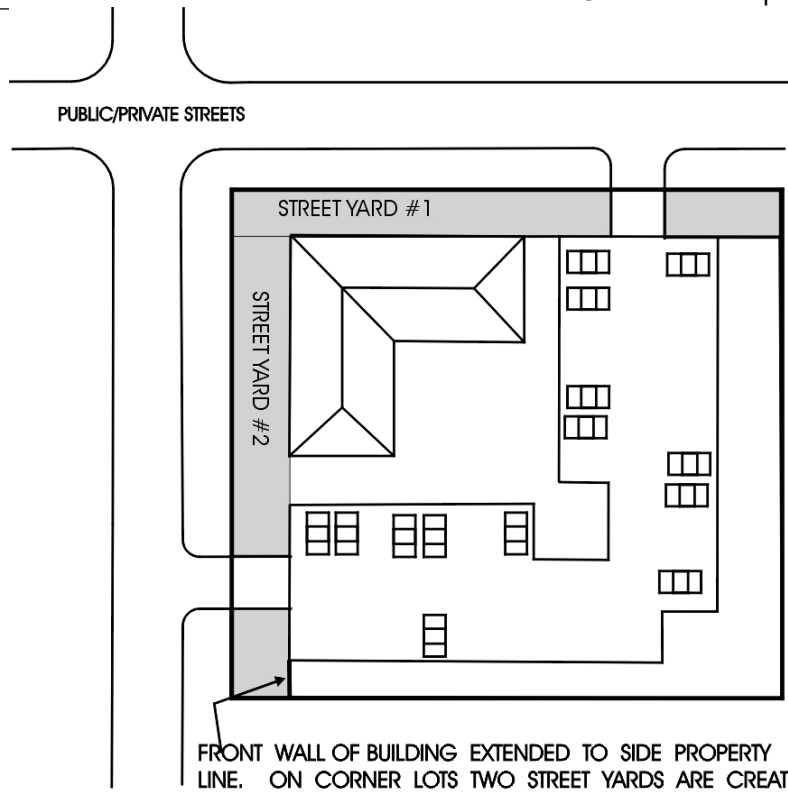 PUBLIC/PRIVATE STREETS
STREET YARD #1
STREET YARD #2
FRONT WALL OF BUILDING EXTENDED TO SIDE PROPERTY
LINE. ON CORNER LOTS TWO STREET YARDS ARE CREAT